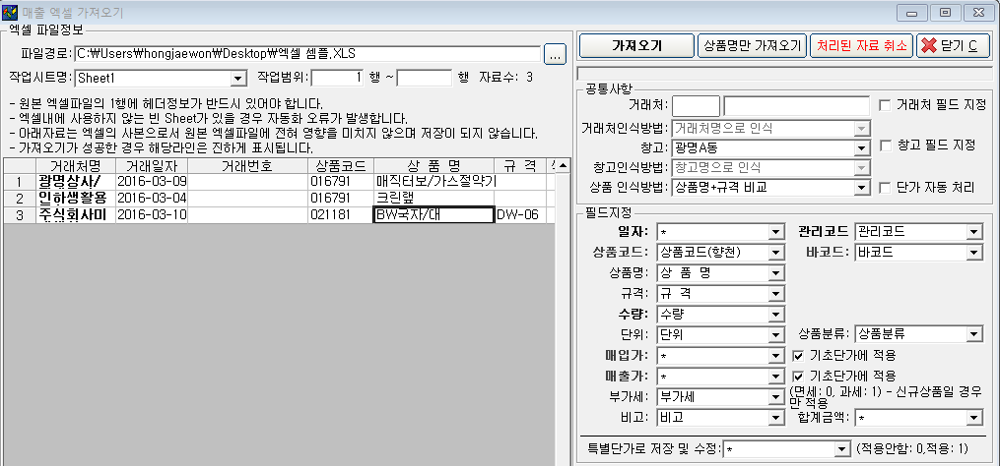 매출 엑셀 가져오기
엑셀 파일정보
파일경로: C:₩Users₩hongjaewon₩Desktop₩엑셀 셈플,XLS ...
작업시트명: Sheet1 작업범위: 1 행 ~ 행 자료수: 3
- 원본 엑셀파일의 1행에 헤더정보가 반드시 있어야 합니다.
- 엑셀내에 사용하지 않는 빈 Sheet가 있을 경우 자동화 오류가 발생합니다.
- 아래자료는 엑셀의 사본으로서 원본 엑셀파일에 전혀 영향을 미치지 않으며 저장이 되지 않습니다.
- 가져오기가 성공한 경우 해당라인은 진하게 표시됩니다.
거래처명 거래일자 거래번호 상품코드 상 품 명 규 격
1 광명상사/ 2016-03-09 016791 매직터보/가스절약기
2 인하생활용 2016-03-04 016791 크린랲
3 주식회사미 2016-03-10 021181 BW국자/대 DW-06
가져오기 상품명만 가져오기 처리된 자료 취소 닫기 C
공통사항
거래처: 거래처 필드 지정
거래처인식방법: 거래처명으로 인식
창고: 광명A동 창고 필드 지정
창고인식방법: 창고명으로 인식
상품 인식방법: 상품명+규격 비교 단가 자동 처리
필드지정
일자: * 관리코드 관리코드
상품코드: 상품코드(향천) 바코드: 바코드
상품명: 상 품 명
규격: 규 격
수량: 수량
단위: 단위 상품분류: 상품분류
매입가: * 기초단가에 적용
매출가: * 기초단가에 적용
부가세: 부가세 (면세: 0, 과세: 1) - 신규상품일 경우
만 적용
비고: 비고 합계금액: *
특별단가로 저장 및 수정: * (적용안함: 0,적용: 1)